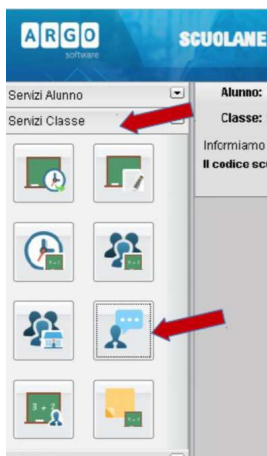 ARGO
software
SCUOLANE
Servizi Alunno
Alunno:
Servizi Classe
Classe:
Informiamo
Il codice scu